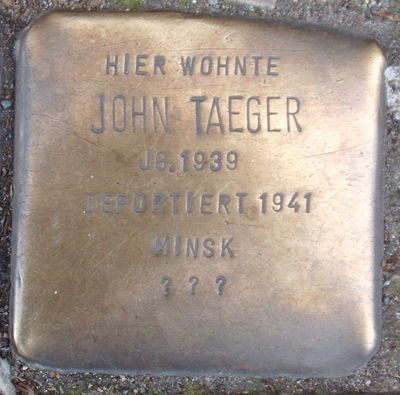 HIER WOHNTE
JOHN TAEGER
JG.1939
DEPORTIERT 1941
MINSK
? ? ?